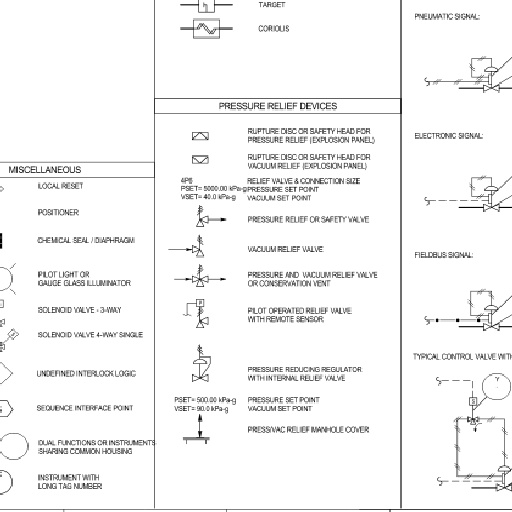 MISCELLANEOUS
LOCAL RESET
POSITIONER
CHEMICAL SEAL / DIAPHRAGM
PILOT LIGHT OR
GAUGE GLASS ILLUMINATOR
SOLENOID VALVE - 3-WAY
SOLENOID VALVE 4-WAY SINGLE
UNDEFINED INTERLOCK LOGIC
SEQUENCE INTERFACE POINT
DUAL FUNCTIONS OR INSTRUMENTS
SHARING COMMON HOUSING
INSTRUMENT WITH
LONG TAG NUMBER
TARGET
CORIOLIS
PRESSURE RELIEF DEVICES
RUPTURE DISC OR SAFETY HEAD FOR
PRESSURE RELIEF (EXPLOSION PANEL)
RUPTURE DISC OR SAFETY HEAD FOR
VACUUM RELIEF (EXPLOSION PANEL)
4P6 RELIEF VALVE & CONNECTION SIZE
PSET= 5000.00 kPa-g PRESSURE SET POINT
VSET= 40.0 kPa-g VACUUM SET POINT
PRESSURE RELIEF OR SAFETY VALVE
VACUUM RELIEF VALVE
PRESSURE AND VACUUM RELIEF VALVE
OR CONSERVATION VENT
P
PILOT OPERATED RELIEF VALVE
WITH REMOTE SENSOR
PRESSURE REDUCING REGULATOR
WITH INTERNAL RELIEF VALVE
PSET= 500.00 kPa-g PRESSURE SET POINT
VSET= 90.0 kPa-g VACUUM SET POINT
PRESS/VAC RELIEF MANHOLE COVER
PNEUMATIC SIGNAL:
ELECTRONIC SIGNAL:
FIELDBUS SIGNAL:
TYPICAL CONTROL VALVE WITH
Y
S